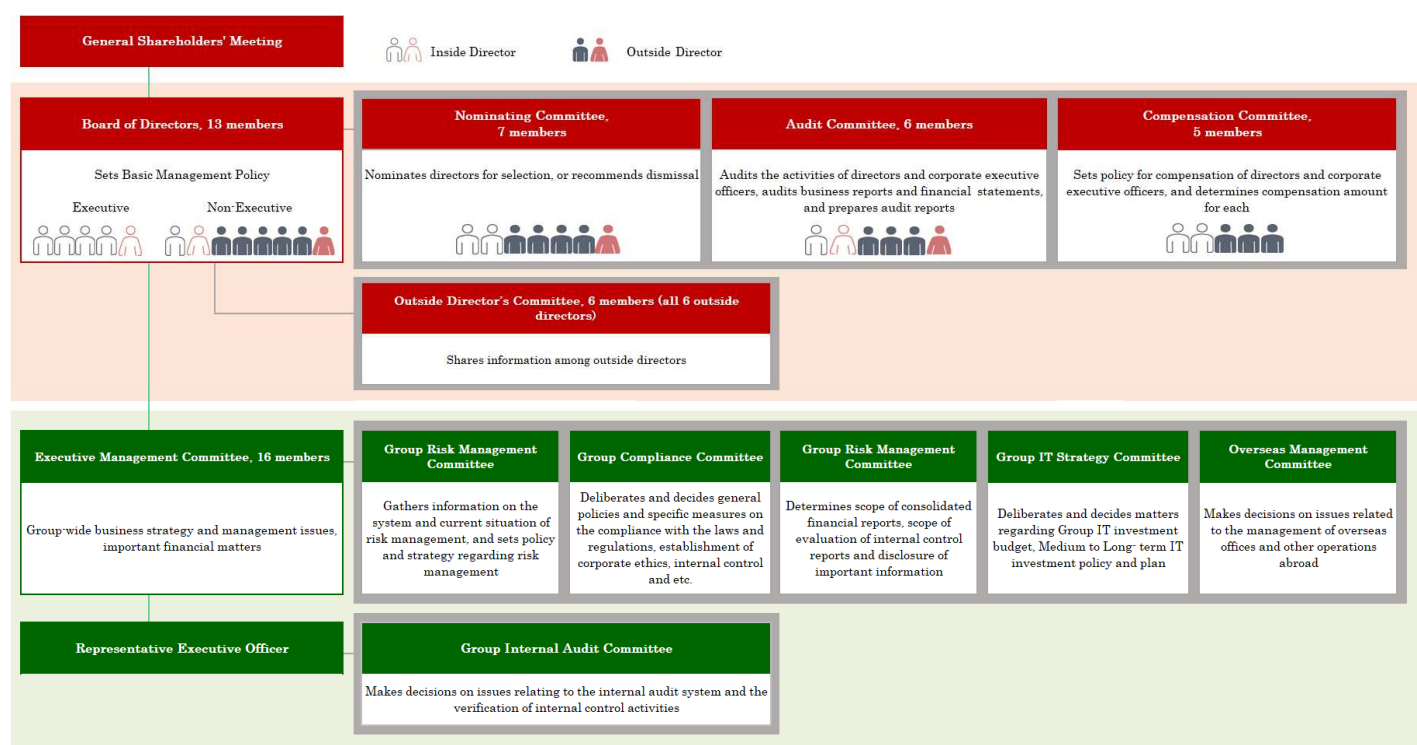 General Shareholders' Meeting
Inside Director
Outside Director
Board of Directors, 13 members
Sets Basic Management Policy
Executive
Non-Executive
Nominating Committee,
7 members
Nominates directors for selection, or recommends dismissal
Audit Committee, 6 members
Audits the activities of directors and corporate executive
officers, audits business reports and financial statements,
and prepares audit reports
Compensation Committee,
5 members
Sets policy for compensation of directors and corporate
executive officers, and determines compensation amount
for each
Outside Director's Committee, 6 members (all 6 outside
directors)
Shares information among outside directors
Executive Management Committee, 16 members
Group-wide business strategy and management issues,
important financial matters
Group Risk Management
Committee
Gathers information on the
system and current situation of
risk management, and sets policy
and strategy regarding risk
management
Group Compliance Committee
Deliberates and decides general
policies and specific measures on
the compliance with the laws and
regulations, establishment of
corporate ethics, internal control
and etc.
Group Risk Management
Committee
Determines scope of consolidated
financial reports, scope of
evaluation of internal control
reports and disclosure of
important information
Group IT Strategy Committee
Deliberates and decides matters
regarding Group IT investment
budget, Medium to Long- term IT
investment policy and plan
Overseas Management
Committee
Makes decisions on issues related
to the management of overseas
offices and other operations
abroad
Representative Executive Officer
Group Internal Audit Committee
Makes decisions on issues relating to the internal audit system and the
verification of internal control activities